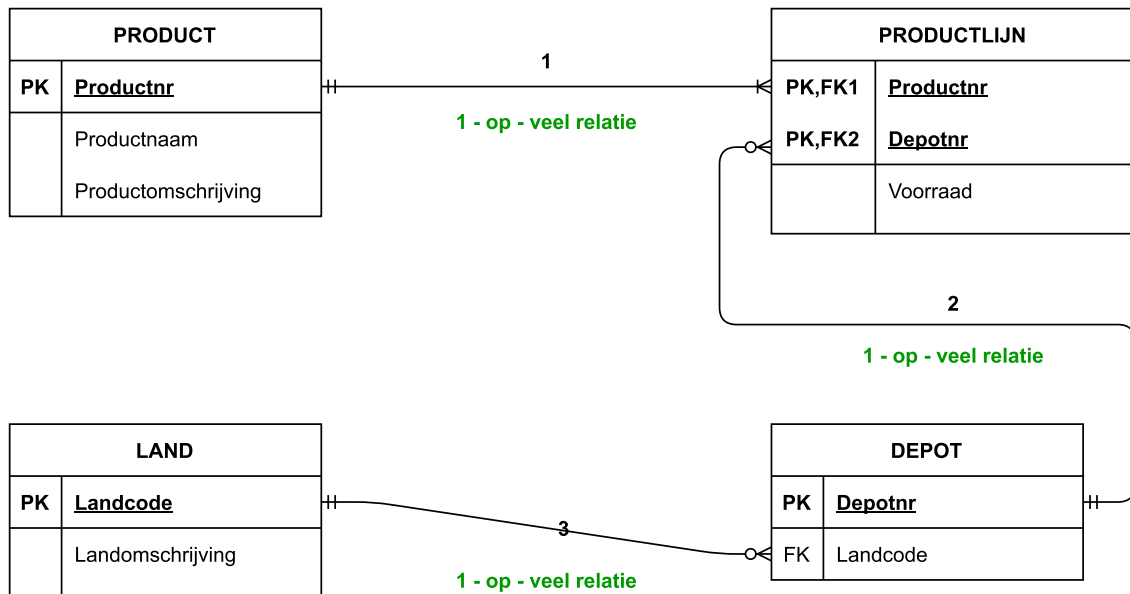 PRODUCT
PK Productnr
Productnaam
Productomschrijving
1
1 - op - veel relatie
PRODUCTLIJN
PK,FK1 Productnr
PK,FK2 Depotnr
Voorraad
2
1 - op - veel relatie
LAND
PK Landcode
Landomschrijving
3
1 - op - veel relatie
DEPOT
PK Depotnr
FK Landcode